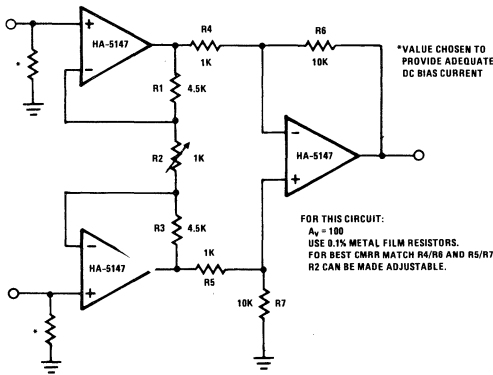 +
HA-5147
-
*
R4
1K
R6
10K
*VALUE CHOSEN TO
PROVIDE ADEQUATE
DC BIAS CURRENT
R1 4.5K
R2 1K
R3 4.5K
-
HA-5147
+
*
-
HA-5147
+
1K
R5
10K R7
FOR THIS CIRCUIT:
Av = 100
USE 0.1% METAL FILM RESISTORS.
FOR BEST CMRR MATCH R4/R6 AND R5/R7
R2 CAN BE MADE ADJUSTABLE.